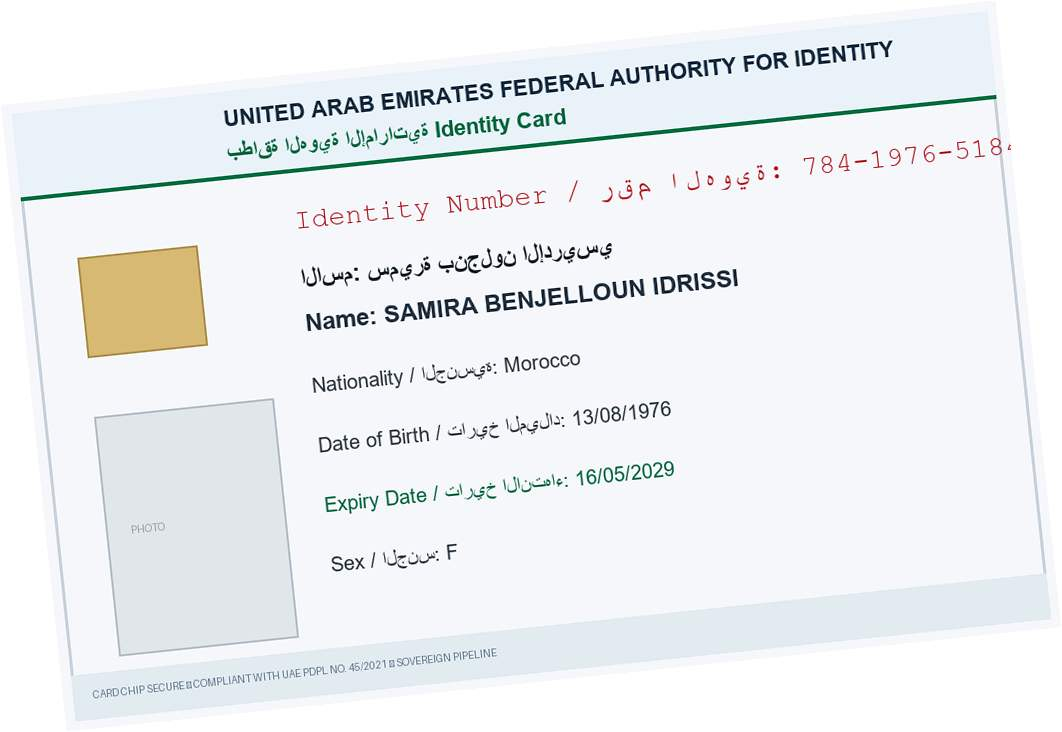 UNITED ARAB EMIRATES FEDERAL AUTHORITY FOR IDENTITY
بطاقة الهوية الإماراتية Identity Card
Identity Number / رقم الهوية: 784-1976-5184
الاسم: سميرة بنجلون الإدريسي
Name: SAMIRA BENJELLOUN IDRISSI
Nationality / الجنسية: Morocco
Date of Birth / تاريخ الميلاد: 13/08/1976
Expiry Date / تاريخ الانتهاء: 16/05/2029
Sex / الجنس: F
PHOTO
CARD CHIP SECURE COMPLIANT WITH UAE PDPL NO. 45/2021 SOVEREIGN PIPELINE